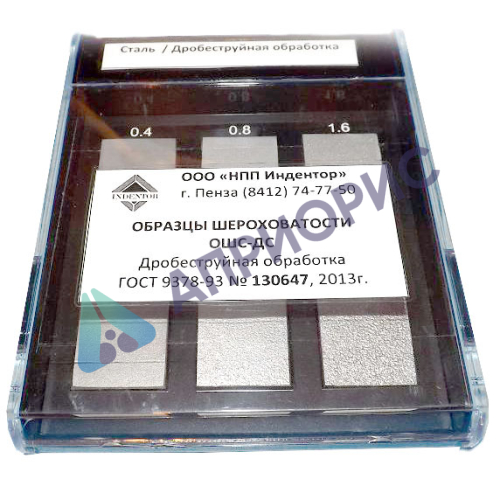 Сталь / Дробеструйная обработка
0.4 0.8 1.6
INDENTOR
ООО «НПП Индентор»
г. Пенза (8412) 74-77-50
ОБРАЗЦЫ ШЕРОХОВАТОСТИ
ОШС-ДС
Дробеструйная обработка
ГОСТ 9378-93 № 130647, 2013г.
АПРИОРИС